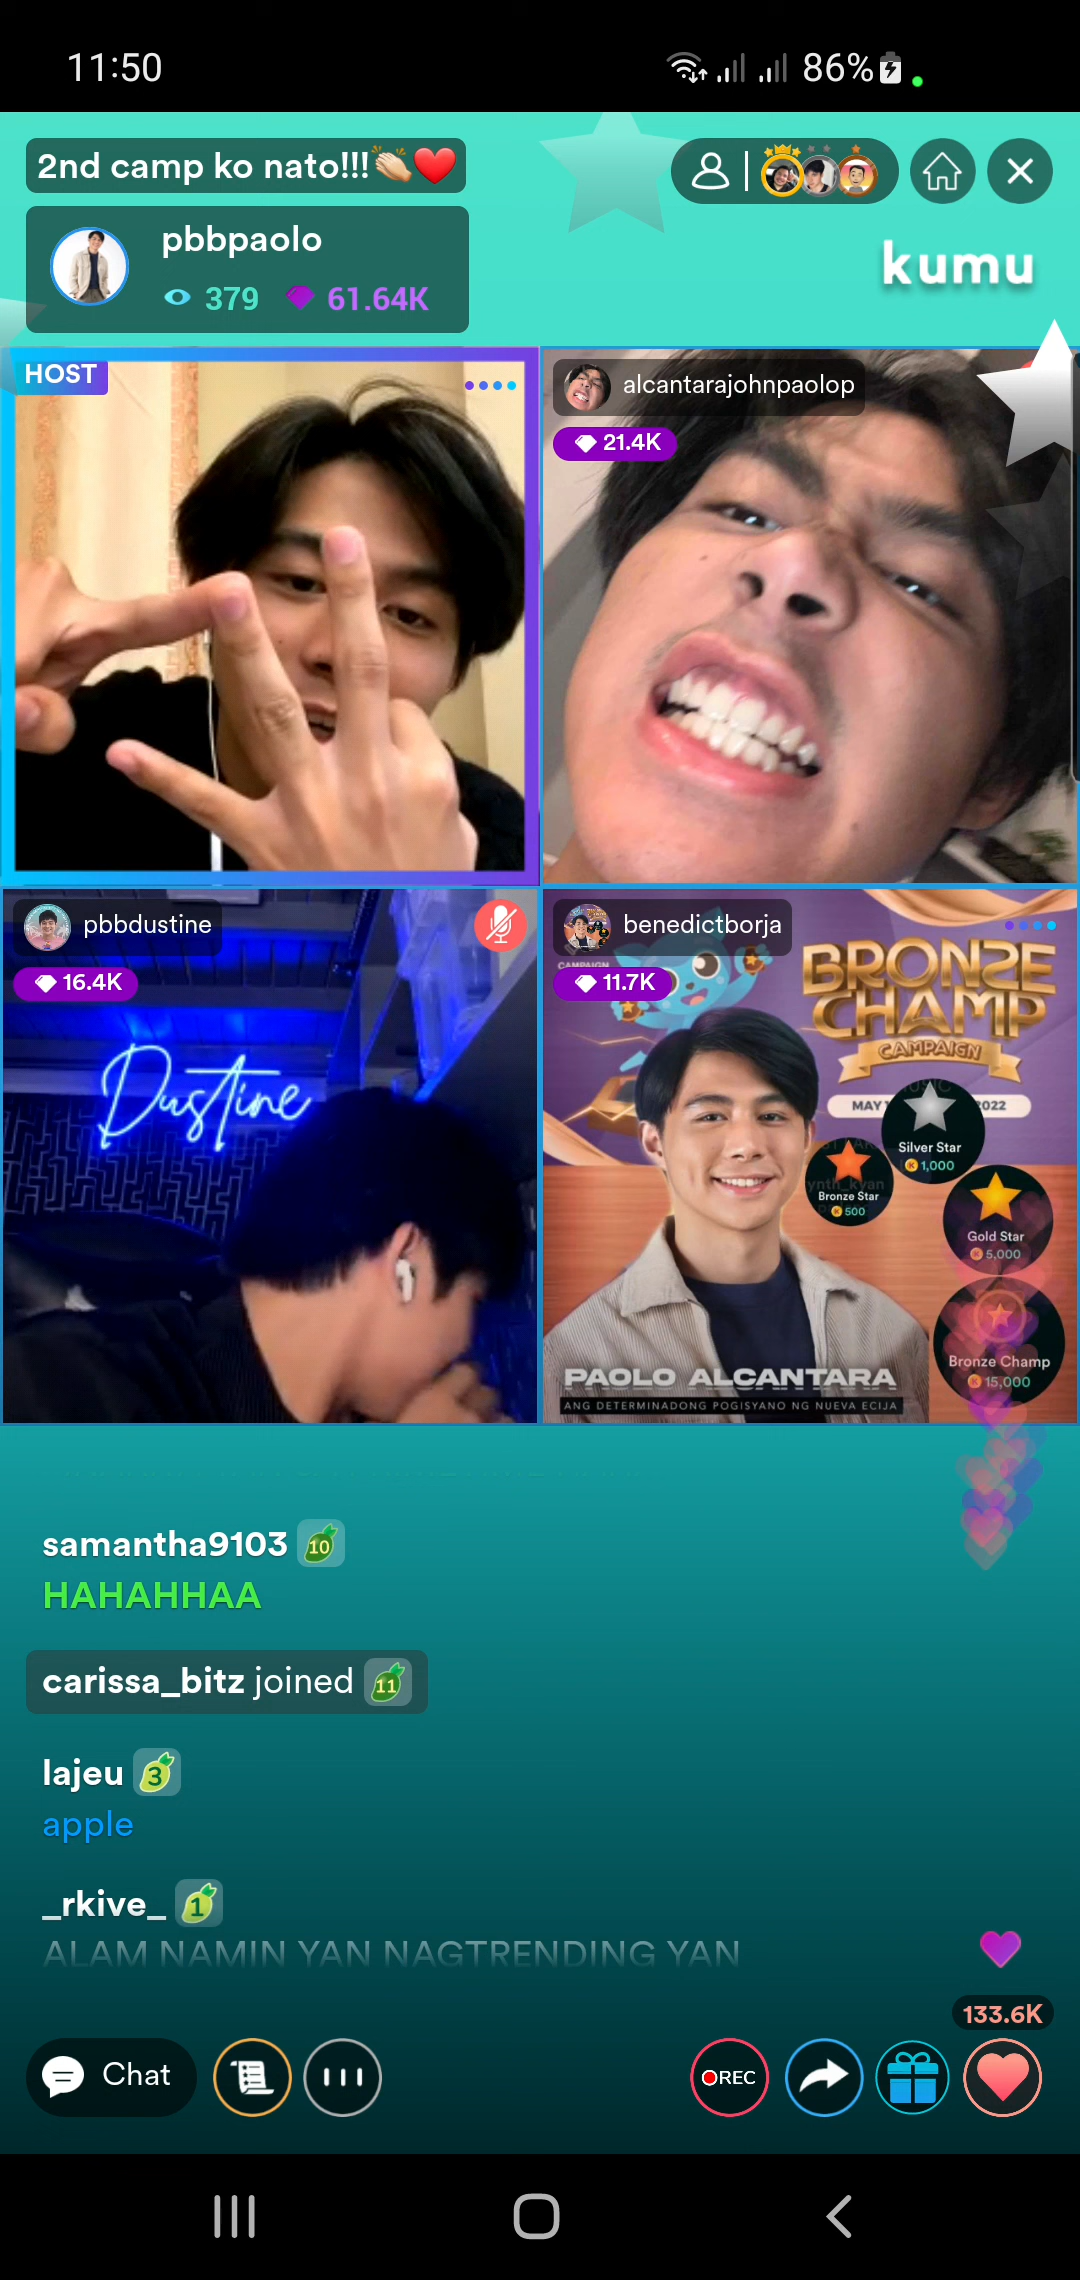 11:50
86%
2nd camp ko nato!!!👏🏻❤️
pbbpaolo
379 61.64K
kumu
HOST
alcantarajohnpaolop
21.4K
pbbdustine
16.4K
Dustine
benedictborja
11.7K
CAMPAIGN
BRONZE
CHAMP
CAMPAIGN
MAY 2022
Silver Star
1,000
Bronze Star
500
Gold Star
5,000
Bronze Champ
15,000
PAOLO ALCANTARA
ANG DETERMINADONG POGISYANO NG NUEVA ECIJA
samantha9103 10
HAHAHHAA
carissa_bitz joined 11
lajeu 3
apple
_rkive_ 1
ALAM NAMIN YAN NAGTRENDING YAN
133.6K
Chat
REC